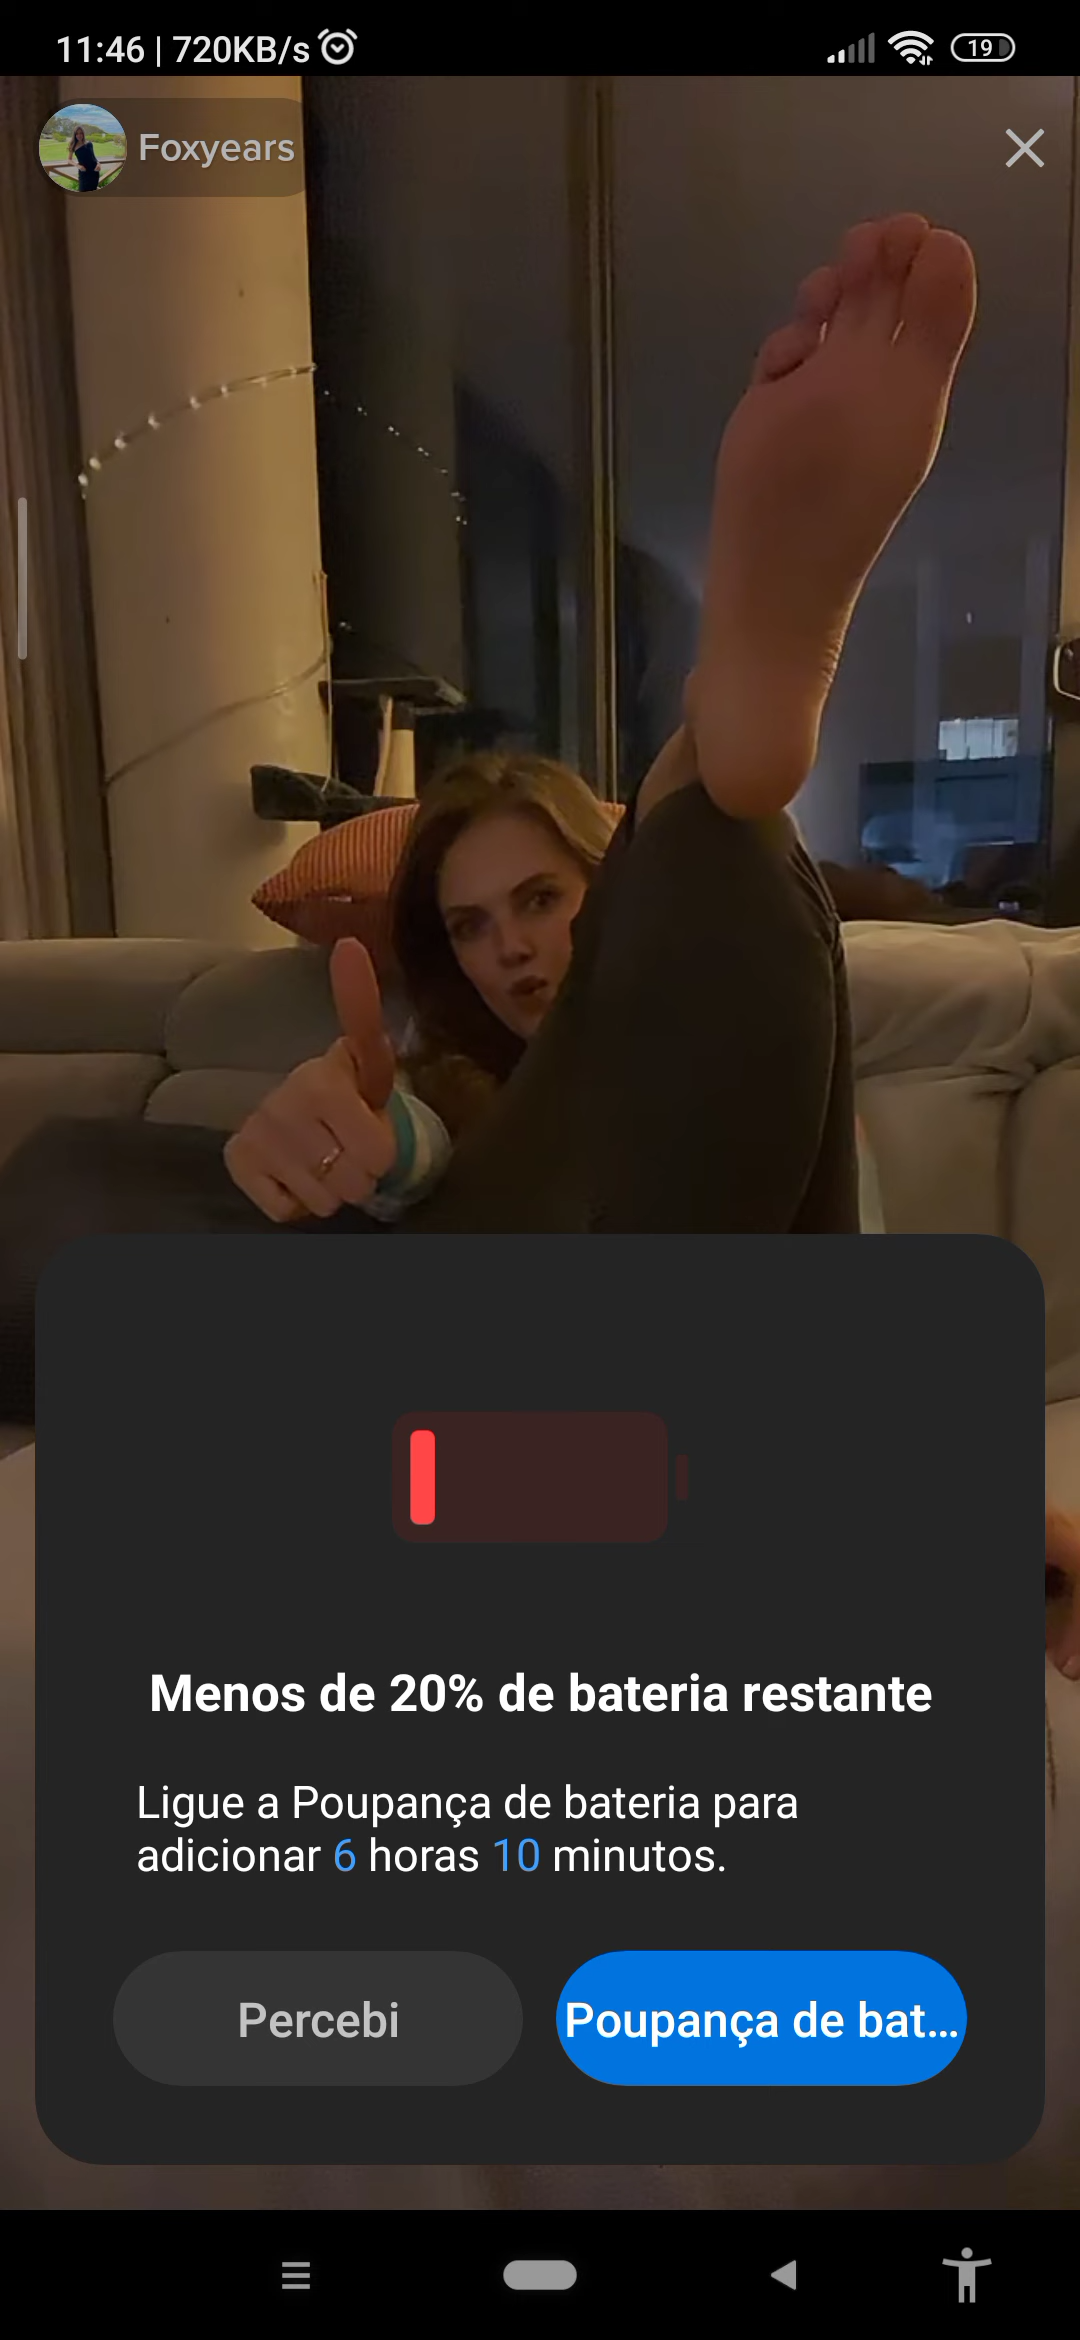 11:46 | 720KB/s
19
Foxyears
Menos de 20% de bateria restante
Ligue a Poupança de bateria para
adicionar 6 horas 10 minutos.
Percebi
Poupança de bat...